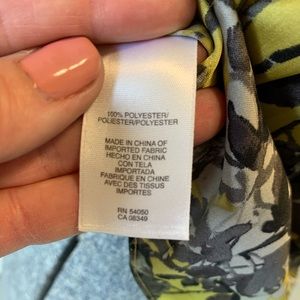 100% POLYESTER/
POLIESTER/POLYESTER
MADE IN CHINA OF
IMPORTED FABRIC
HECHO EN CHINA
CON TELA
IMPORTADA
FABRIQUE EN CHINE
AVEC DES TISSUS
IMPORTES
RN 54050
CA 08349